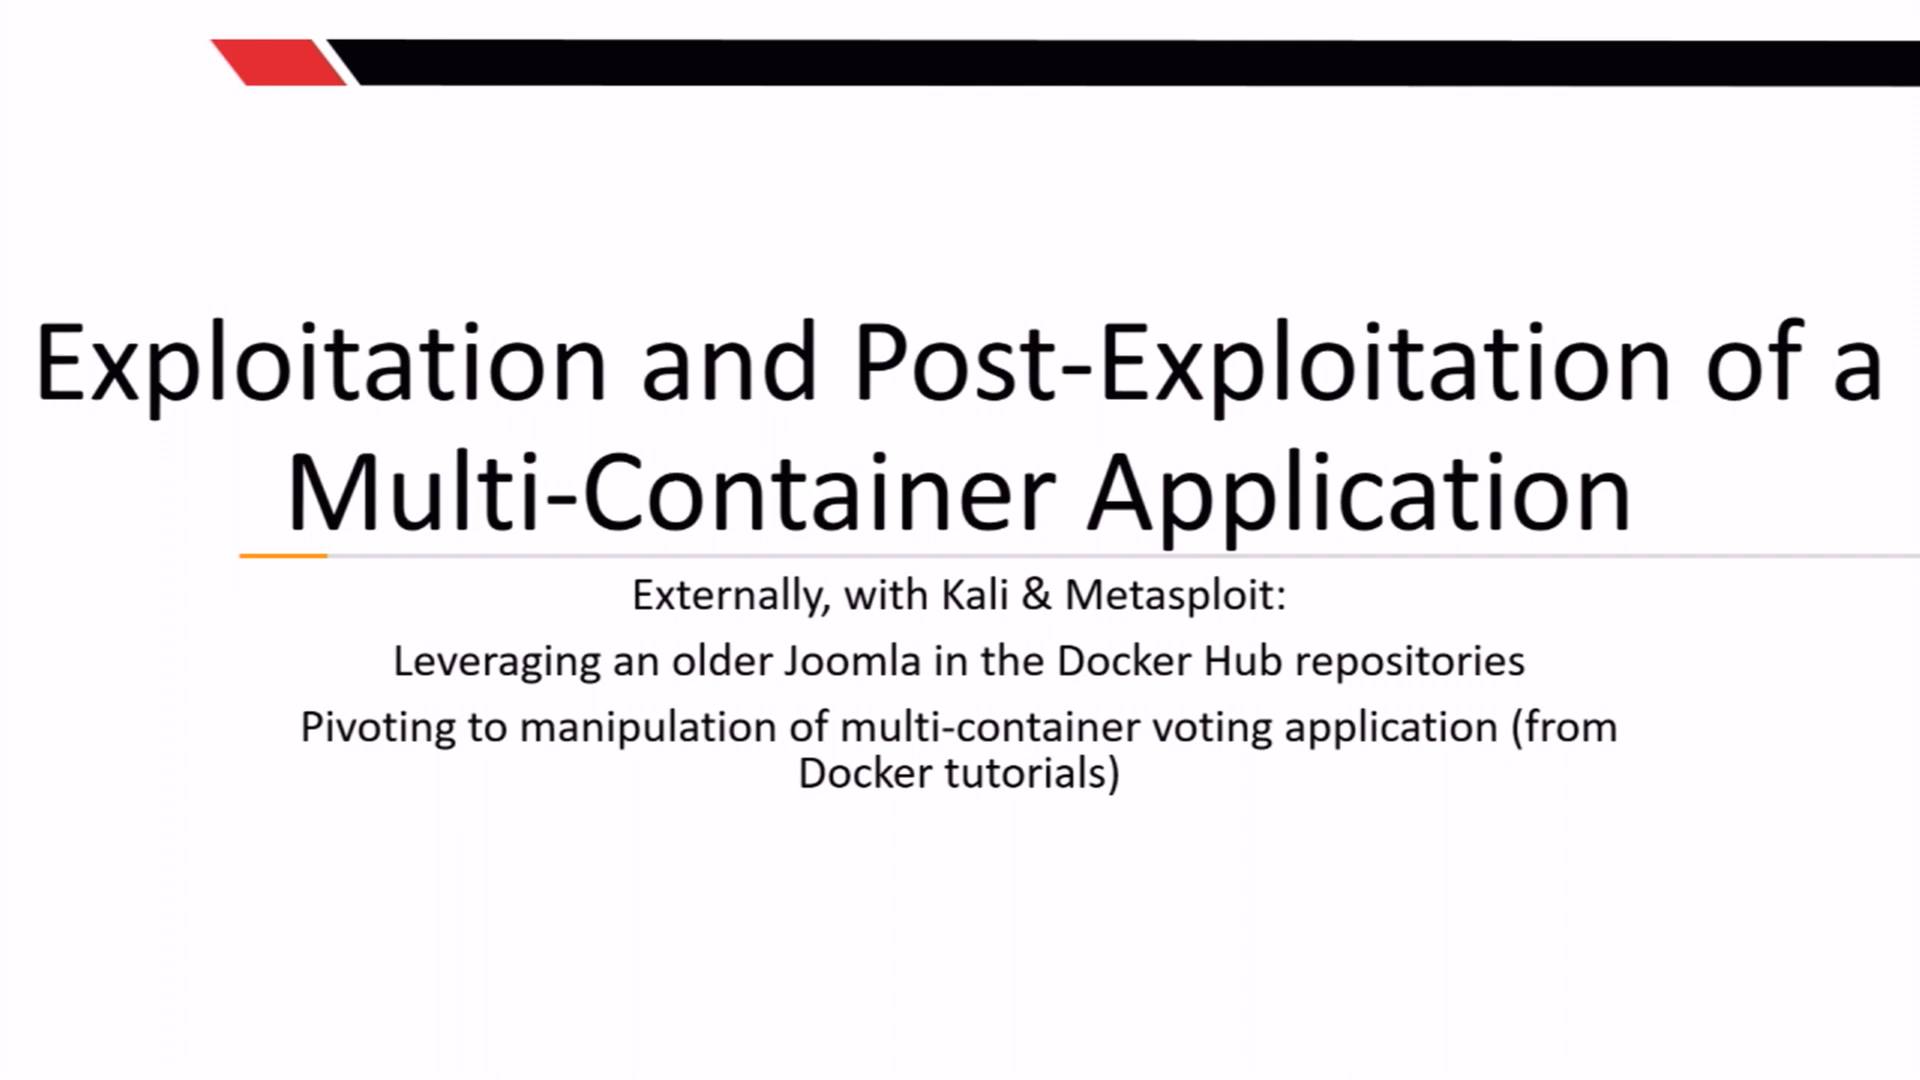 Exploitation and Post-Exploitation of a
Multi-Container Application
Externally, with Kali & Metasploit:
Leveraging an older Joomla in the Docker Hub repositories
Pivoting to manipulation of multi-container voting application (from
Docker tutorials)